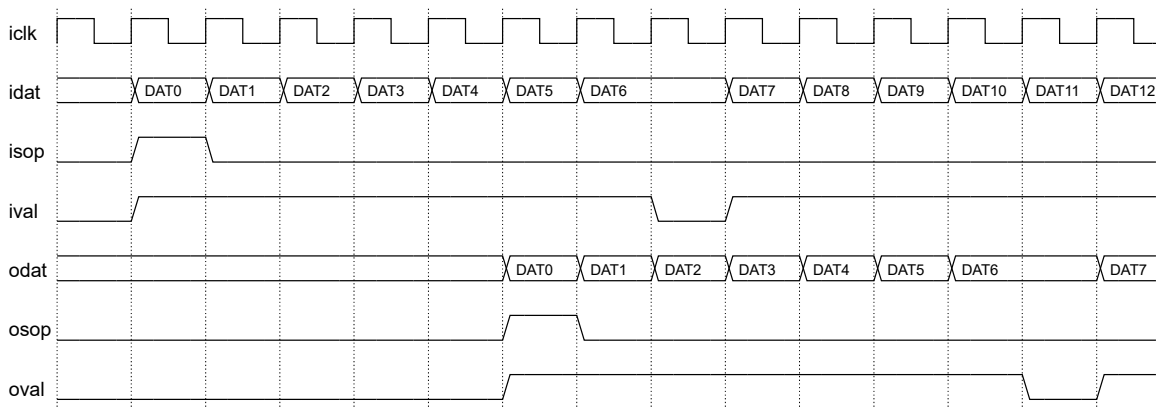 iclk
idat DAT0 DAT1 DAT2 DAT3 DAT4 DAT5 DAT6 DAT7 DAT8 DAT9 DAT10 DAT11 DAT12
isop
ival
odat DAT0 DAT1 DAT2 DAT3 DAT4 DAT5 DAT6 DAT7
osop
oval